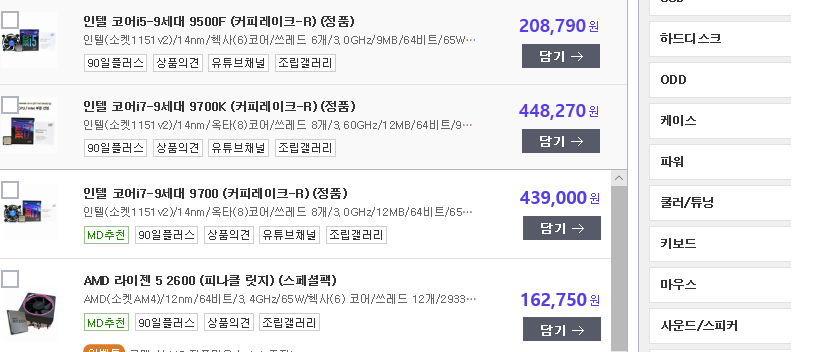 인텔 코어i5-9세대 9500F (커피레이크-R) (정품)
인텔(소켓1151v2)/14nm/헥사(6)코어/쓰레드 6개/3,0GHz/9MB/64비트/65W···
90일플러스 상품의견 유튜브채널 조립갤러리
208,790 원
담기 →
인텔 코어i7-9세대 9700K (커피레이크-R) (정품)
인텔(소켓1151v2)/14nm/옥타(8)코어/쓰레드 8개/3,60GHz/12MB/64비트/9···
90일플러스 상품의견 유튜브채널 조립갤러리
448,270 원
담기 →
인텔 코어i7-9세대 9700 (커피레이크-R) (정품)
인텔(소켓1151v2)/14nm/옥타(8)코어/쓰레드 8개/3,0GHz/12MB/64비트/65···
MD추천 90일플러스 상품의견 유튜브채널 조립갤러리
439,000 원
담기 →
AMD 라이젠 5 2600 (피나클 릿지) (스페셜팩)
AMD(소켓AM4)/12nm/64비트/3,4GHz/65W/헥사(6) 코어/쓰레드 12개/2933···
MD추천 90일플러스 상품의견 조립갤러리
162,750 원
담기 →
하드디스크
ODD
케이스
파워
쿨러/튜닝
키보드
마우스
사운드/스피커